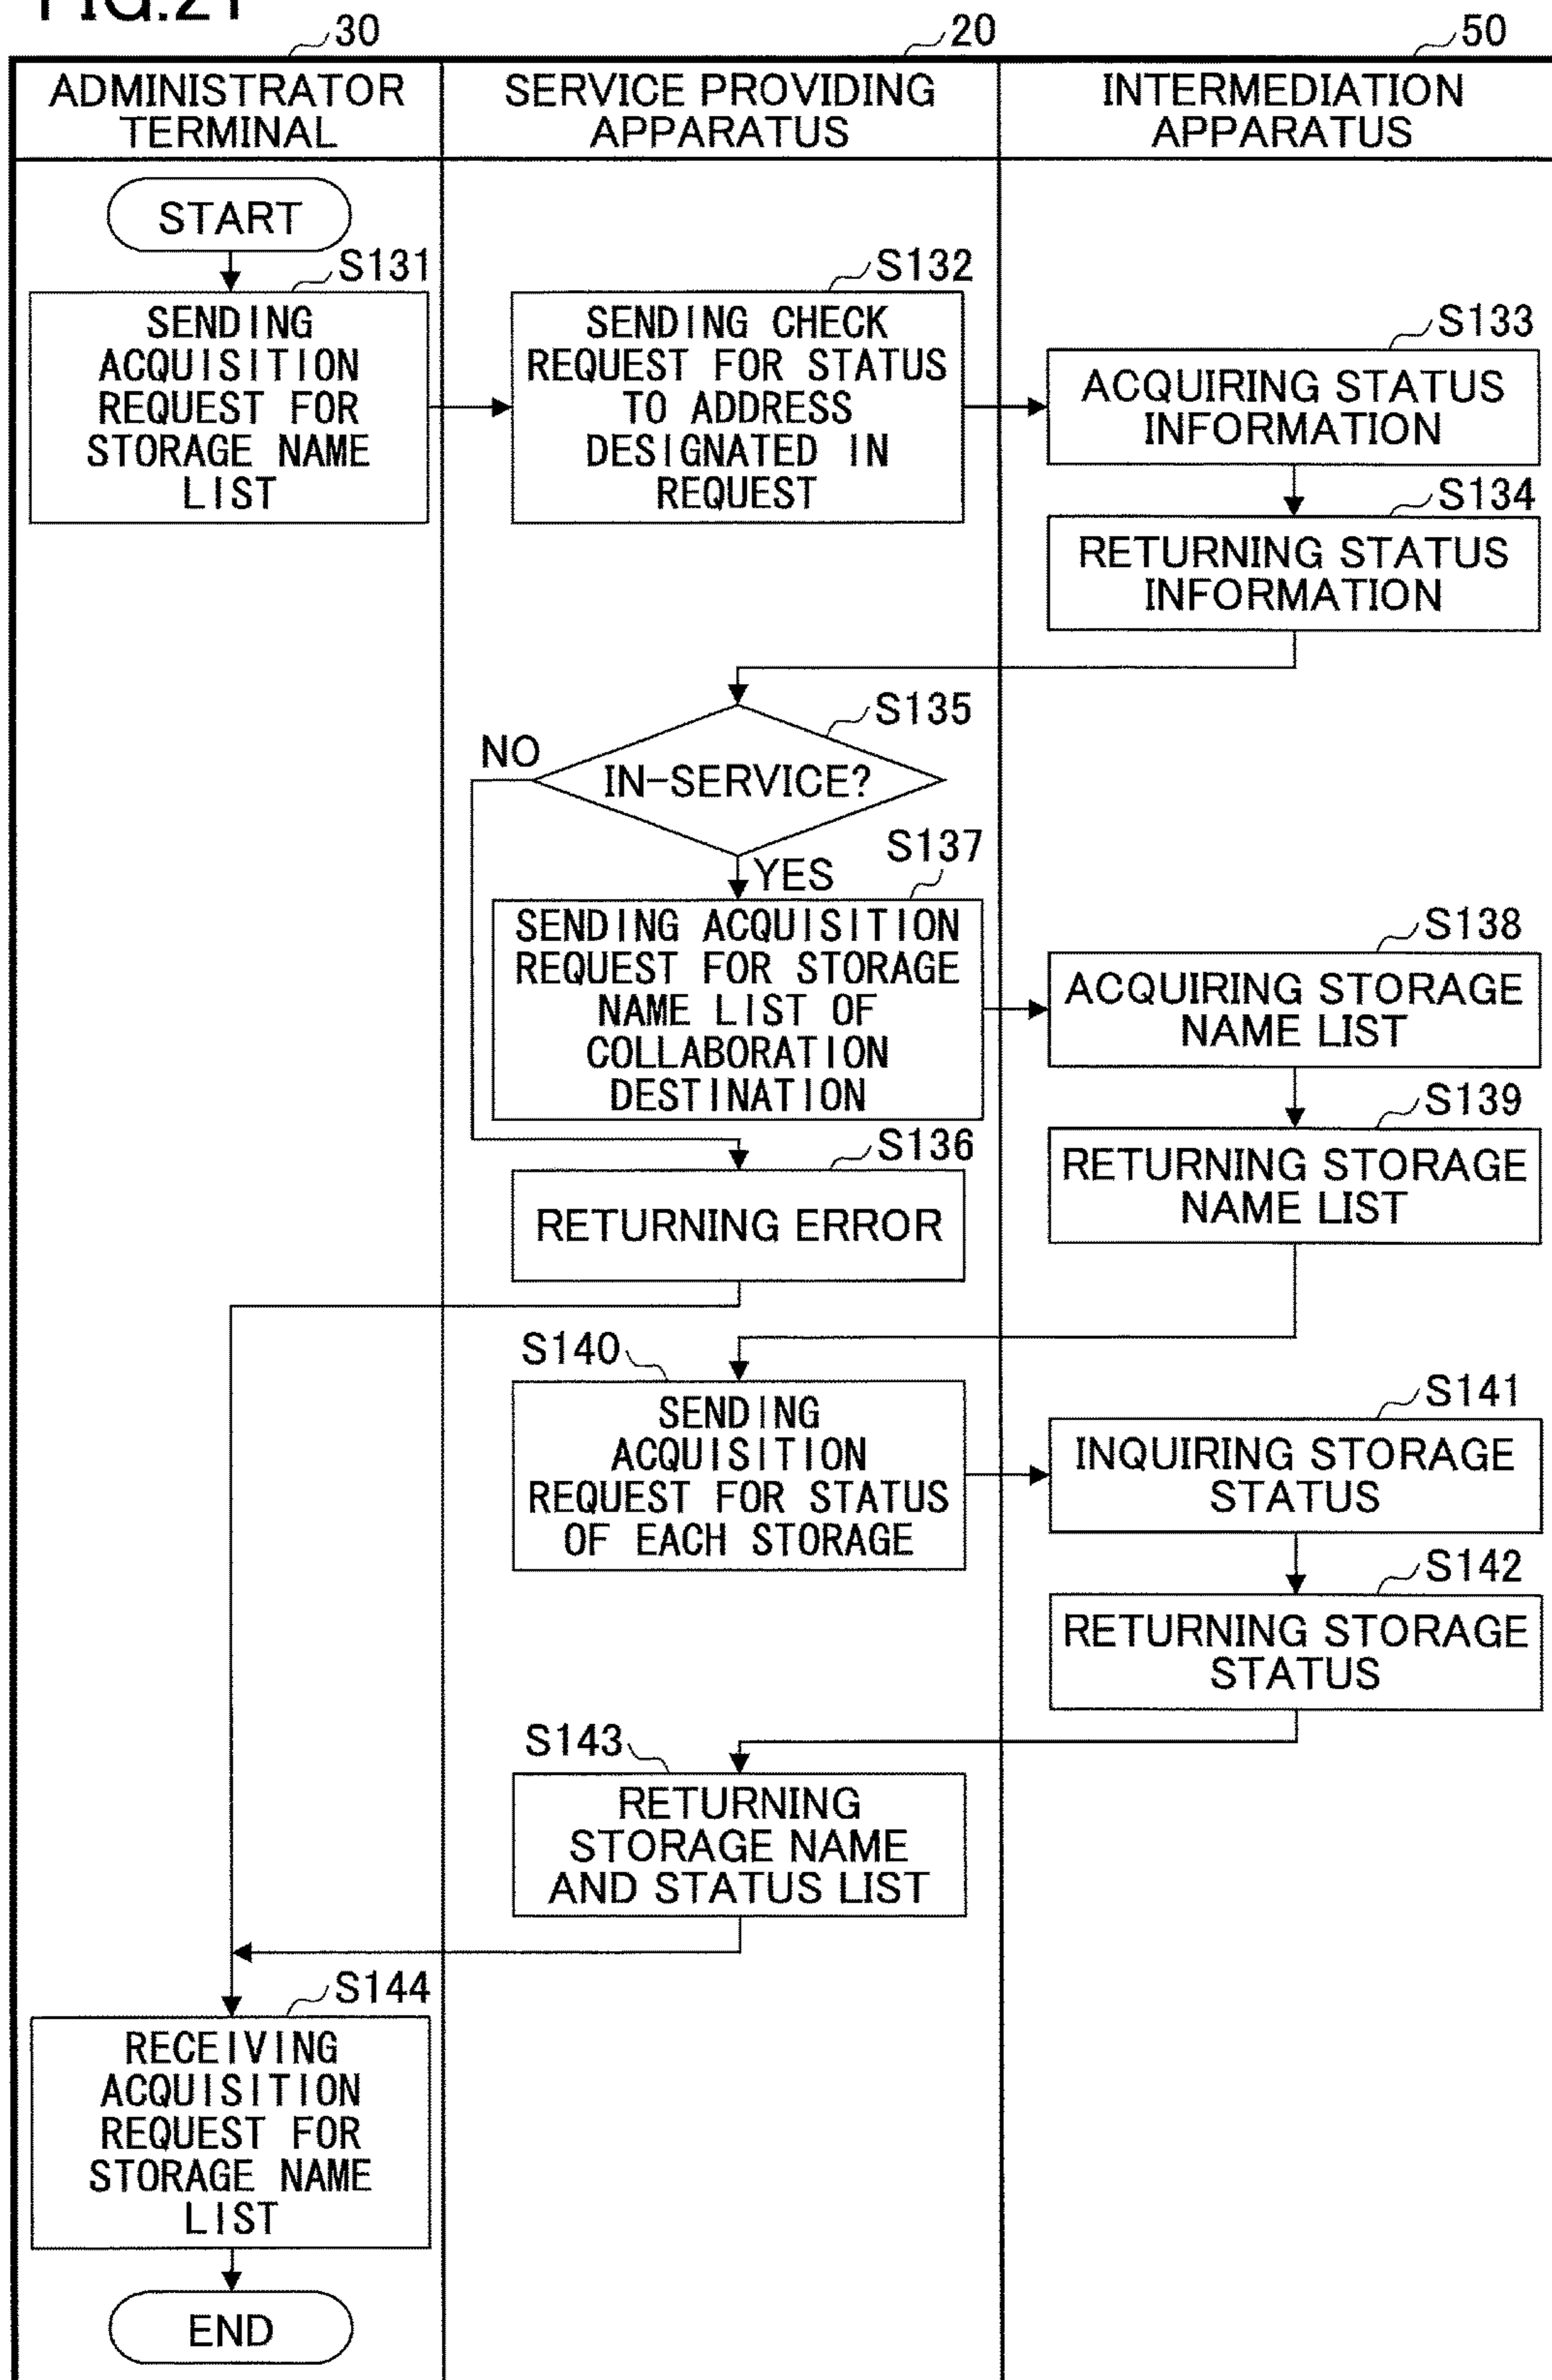 FIG.21
30
20
50
ADMINISTRATOR
TERMINAL
SERVICE PROVIDING
APPARATUS
INTERMEDIATION
APPARATUS
START
S131
SENDING
ACQUISITION
REQUEST FOR
STORAGE NAME
LIST
S132
SENDING CHECK
REQUEST FOR STATUS
TO ADDRESS
DESIGNATED IN
REQUEST
S133
ACQUIRING STATUS
INFORMATION
S134
RETURNING STATUS
INFORMATION
S135
NO
IN-SERVICE?
YES
S137
SENDING ACQUISITION
REQUEST FOR STORAGE
NAME LIST OF
COLLABORATION
DESTINATION
S138
ACQUIRING STORAGE
NAME LIST
S139
RETURNING STORAGE
NAME LIST
S136
RETURNING ERROR
S140
SENDING
ACQUISITION
REQUEST FOR STATUS
OF EACH STORAGE
S141
INQUIRING STORAGE
STATUS
S142
RETURNING STORAGE
STATUS
S143
RETURNING
STORAGE NAME
AND STATUS LIST
S144
RECEIVING
ACQUISITION
REQUEST FOR
STORAGE NAME
LIST
END